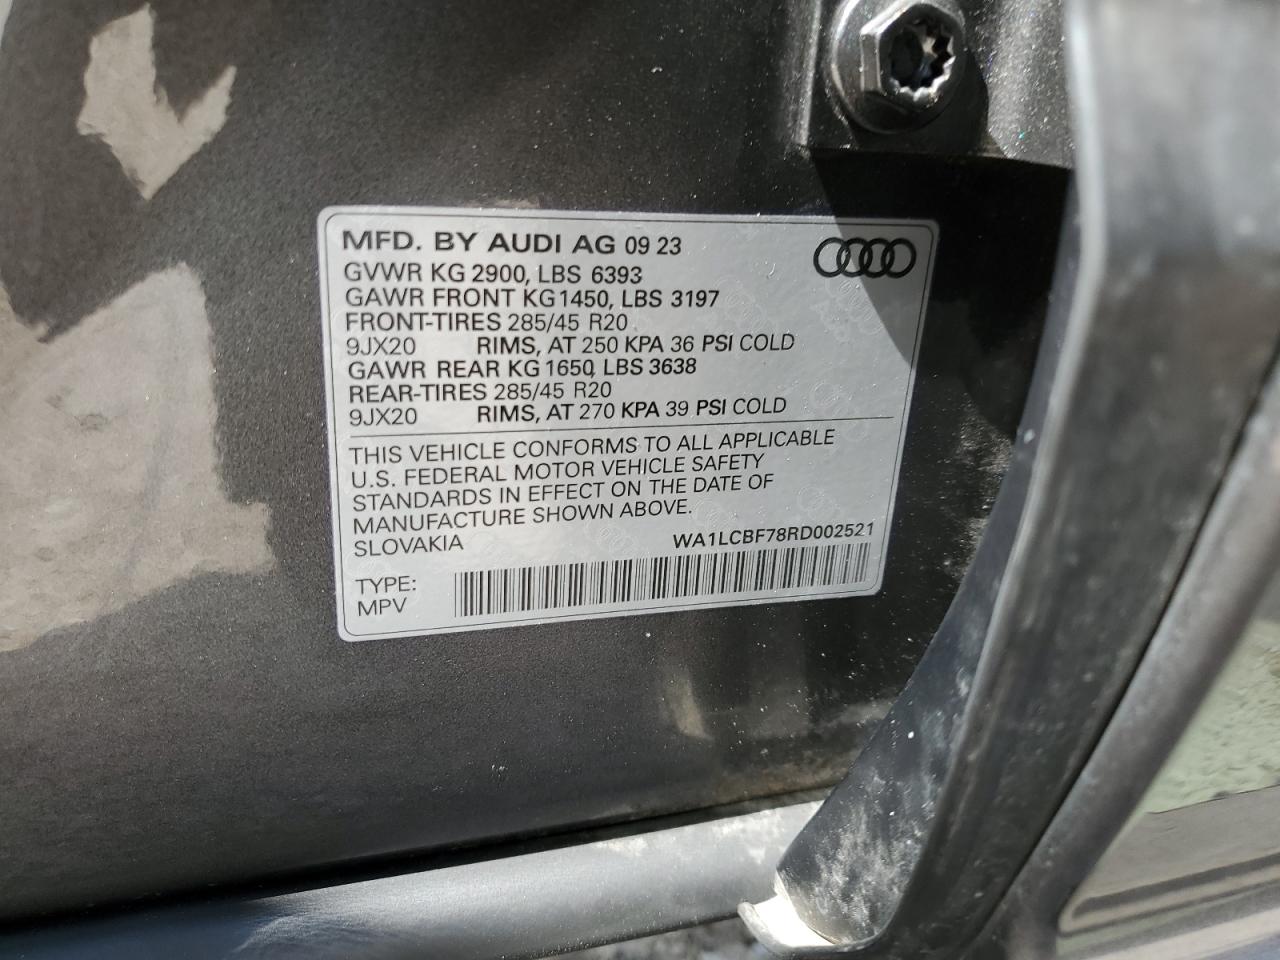 MFD. BY AUDI AG 09 23
GVWR KG 2900, LBS 6393
GAWR FRONT KG 1450, LBS 3197
FRONT-TIRES 285/45 R20
9JX20 RIMS, AT 250 KPA 36 PSI COLD
GAWR REAR KG 1650, LBS 3638
REAR-TIRES 285/45 R20
9JX20 RIMS, AT 270 KPA 39 PSI COLD
THIS VEHICLE CONFORMS TO ALL APPLICABLE
U.S. FEDERAL MOTOR VEHICLE SAFETY
STANDARDS IN EFFECT ON THE DATE OF
MANUFACTURE SHOWN ABOVE.
SLOVAKIA WA1LCBF78RD002521
TYPE:
MPV